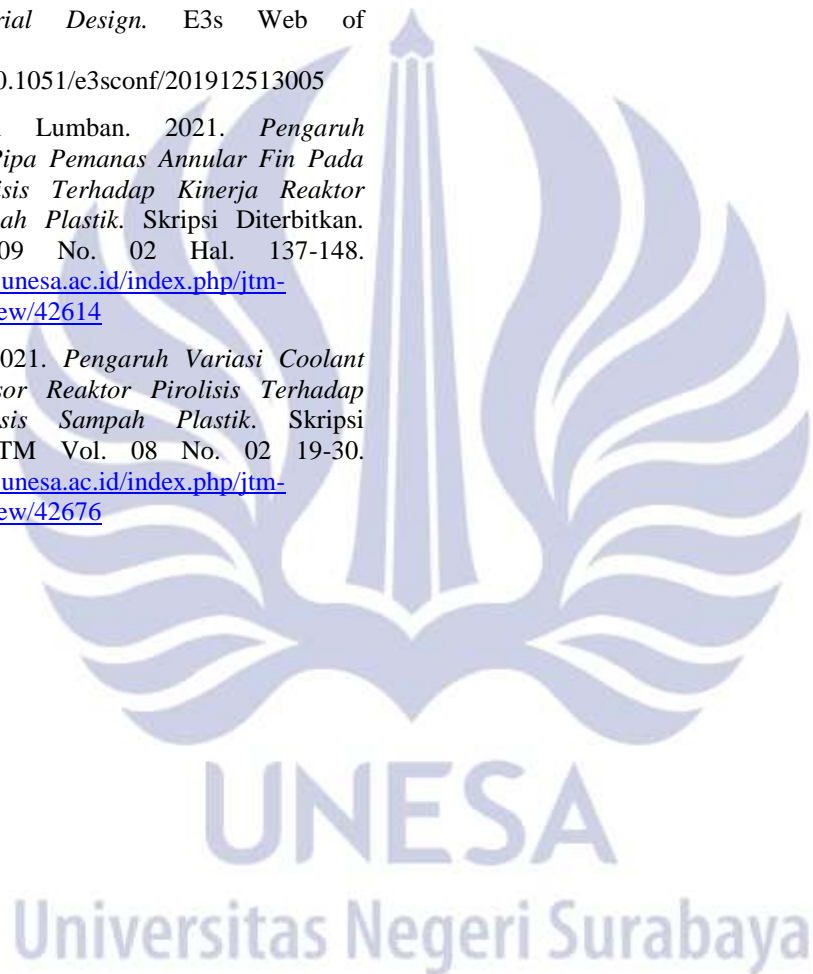 rial Design. E3s Web of
0.1051/e3sconf/201912513005
Lumban. 2021. Pengaruh
Pipa Pemanas Annular Fin Pada
isis Terhadap Kinerja Reaktor
ah Plastik. Skripsi Diterbitkan.
09 No. 02 Hal. 137-148.
unesa.ac.id/index.php/jtm-
ew/42614
021. Pengaruh Variasi Coolant
sor Reaktor Pirolisis Terhadap
sis Sampah Plastik. Skripsi
TM Vol. 08 No. 02 19-30.
unesa.ac.id/index.php/jtm-
ew/42676
UNESA
Universitas Negeri Surabaya